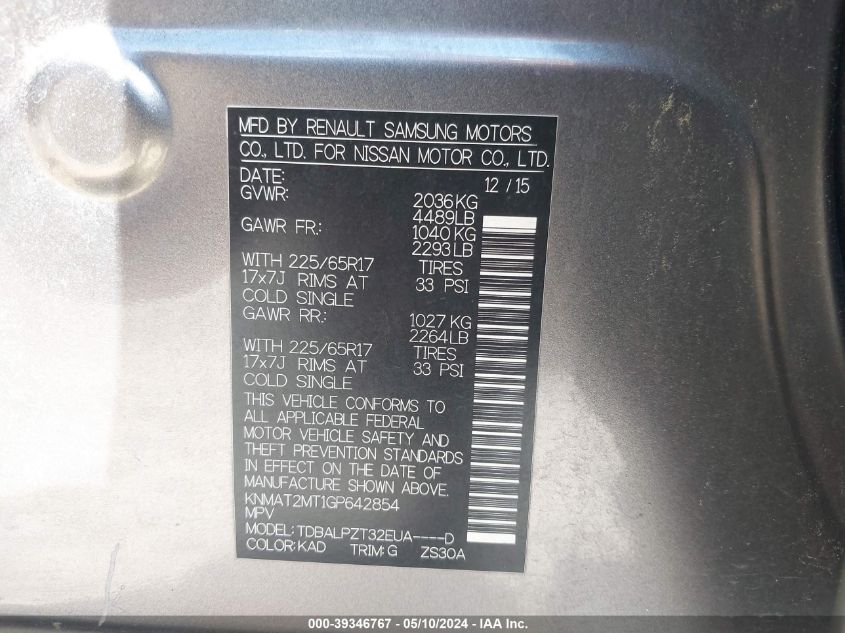 MFD BY RENAULT SAMSUNG MOTORS
CO., LTD. FOR NISSAN MOTOR CO., LTD.
DATE: 12 / 15
GVWR: 2036 KG
4489 LB
GAWR FR.: 1040 KG
2293 LB
WITH 225/65R17 TIRES
17x7J RIMS AT 33 PSI
COLD SINGLE
GAWR RR.: 1027 KG
2264 LB
WITH 225/65R17 TIRES
17x7J RIMS AT 33 PSI
COLD SINGLE
THIS VEHICLE CONFORMS TO
ALL APPLICABLE FEDERAL
MOTOR VEHICLE SAFETY AND
THEFT PREVENTION STANDARDS
IN EFFECT ON THE DATE OF
MANUFACTURE SHOWN ABOVE.
KNMAT2MT1GP642854
MPV
MODEL: TDBALPZT32EUA----D
COLOR: KAD TRIM: G ZS30A
000-39346767 — 05/10/2024 — IAA Inc.